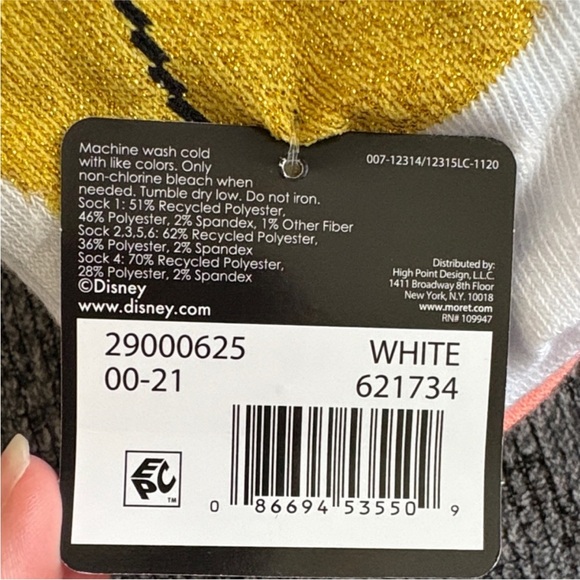 Machine wash cold
with like colors. Only
non-chlorine bleach when
needed. Tumble dry low. Do not iron.
Sock 1: 51% Recycled Polyester,
46% Polyester, 2% Spandex, 1% Other Fiber
Sock 2,3,5,6: 62% Recycled Polyester,
36% Polyester, 2% Spandex
Sock 4: 70% Recycled Polyester,
28% Polyester, 2% Spandex
©Disney
www.disney.com
007-12314/12315LC-1120
Distributed by:
High Point Design, L.L.C.
1411 Broadway 8th Floor
New York, N.Y. 10018
www.moret.com
RN# 109947
29000625 WHITE
00-21 621734
EPC™
0 86694 53550 9